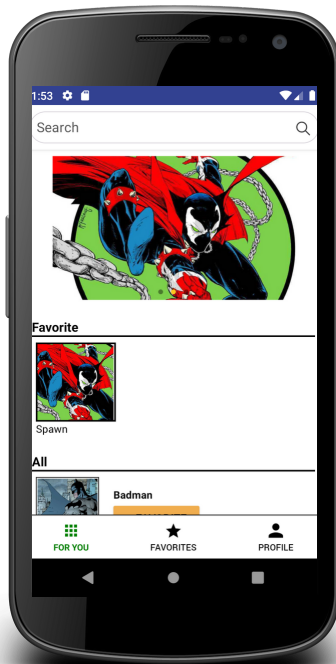 1:53
Search
Favorite
Spawn
All
Badman
FOR YOU
FAVORITES
PROFILE